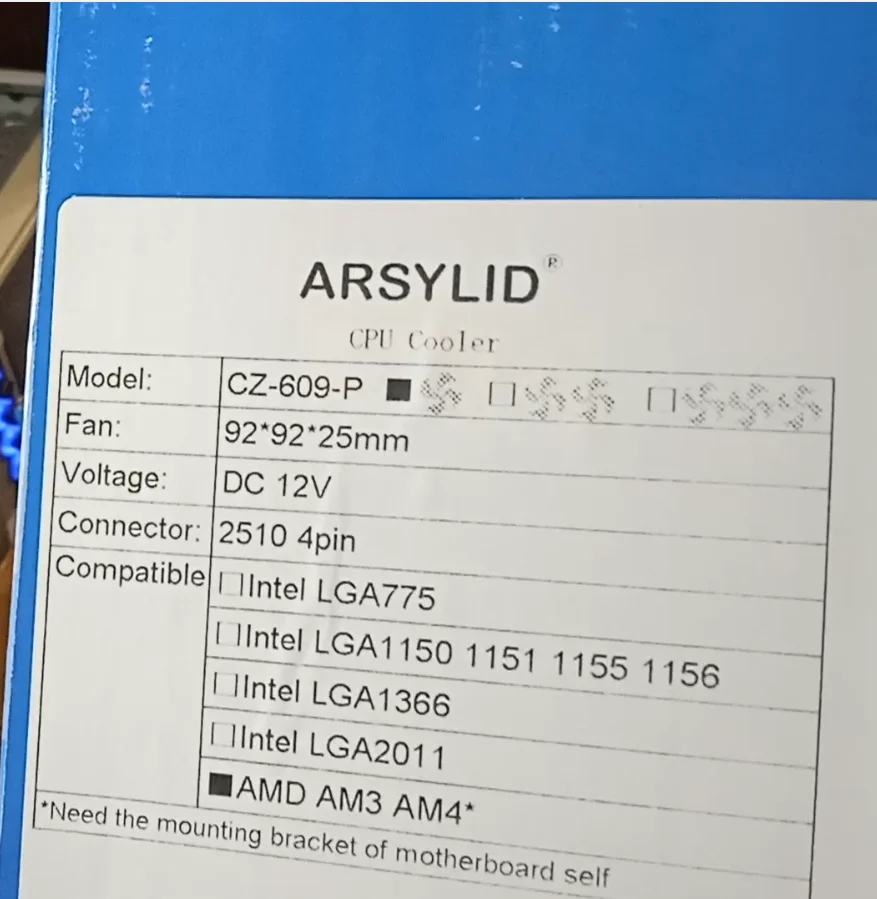 ARSYLID®
CPU Cooler
Model: CZ-609-P ■ □ □
Fan: 92*92*25mm
Voltage: DC 12V
Connector: 2510 4pin
Compatible □Intel LGA775
□Intel LGA1150 1151 1155 1156
□Intel LGA1366
□Intel LGA2011
■AMD AM3 AM4*
*Need the mounting bracket of motherboard self